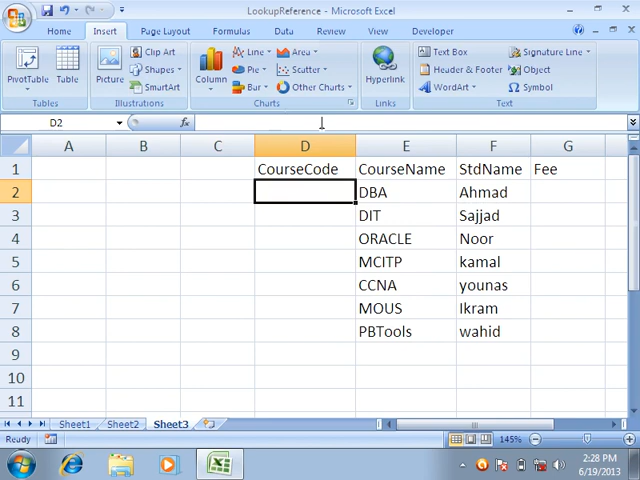 LookupReference - Microsoft Excel
Home Insert Page Layout Formulas Data Review View Developer
PivotTable Table Picture Clip Art Shapes SmartArt Column Line Pie Bar Area Scatter Other Charts Hyperlink Text Box Header & Footer WordArt Signature Line Object Symbol
Tables Illustrations Charts Links Text
D2 fx
A B C D E F G
1 CourseCode CourseName StdName Fee
2 DBA Ahmad
3 DIT Sajjad
4 ORACLE Noor
5 MCITP kamal
6 CCNA younas
7 MOUS Ikram
8 PBTools wahid
9
10
11
Sheet1 Sheet2 Sheet3
Ready 145%
2:28 PM
6/19/2013